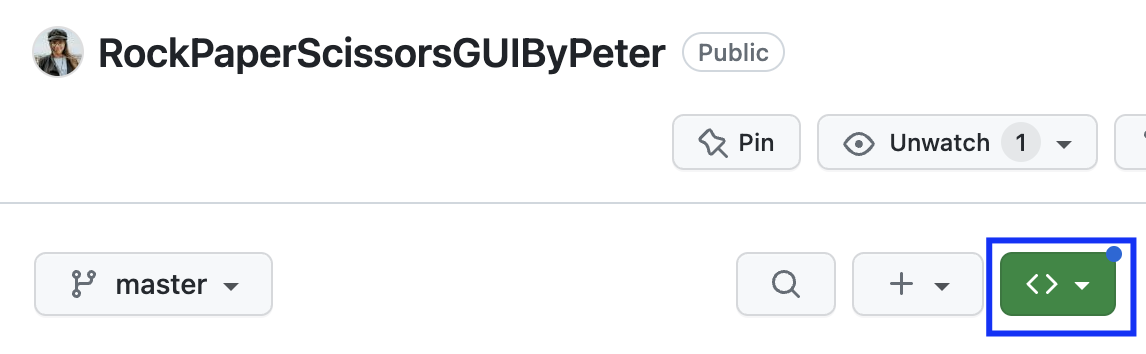 RockPaperScissorsGUIByPeter Public
Pin Unwatch 1
master